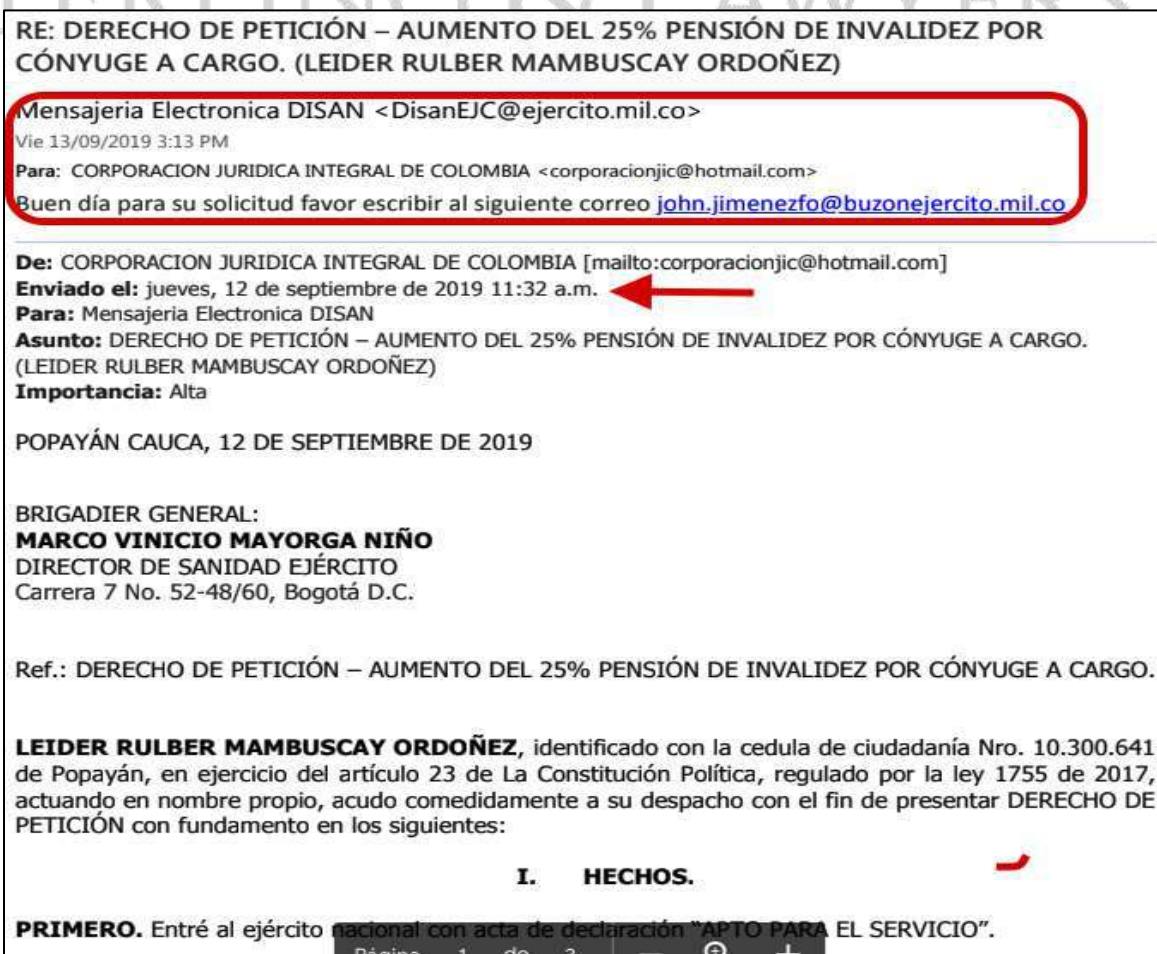 RE: DERECHO DE PETICIÓN – AUMENTO DEL 25% PENSIÓN DE INVALIDEZ POR
CÓNYUGE A CARGO. (LEIDER RULBER MAMBUSCAY ORDOÑEZ)
Mensajeria Electronica DISAN <DisanEJC@ejercito.mil.co>
Vie 13/09/2019 3:13 PM
Para: CORPORACION JURIDICA INTEGRAL DE COLOMBIA <corporacionjic@hotmail.com>
Buen día para su solicitud favor escribir al siguiente correo john.jimenezfo@buzonejercito.mil.co
De: CORPORACION JURIDICA INTEGRAL DE COLOMBIA [mailto:corporacionjic@hotmail.com]
Enviado el: jueves, 12 de septiembre de 2019 11:32 a.m.
Para: Mensajeria Electronica DISAN
Asunto: DERECHO DE PETICIÓN – AUMENTO DEL 25% PENSIÓN DE INVALIDEZ POR CÓNYUGE A CARGO.
(LEIDER RULBER MAMBUSCAY ORDOÑEZ)
Importancia: Alta
POPAYÁN CAUCA, 12 DE SEPTIEMBRE DE 2019
BRIGADIER GENERAL:
MARCO VINICIO MAYORGA NIÑO
DIRECTOR DE SANIDAD EJÉRCITO
Carrera 7 No. 52-48/60, Bogotá D.C.
Ref.: DERECHO DE PETICIÓN – AUMENTO DEL 25% PENSIÓN DE INVALIDEZ POR CÓNYUGE A CARGO.
LEIDER RULBER MAMBUSCAY ORDOÑEZ, identificado con la cedula de ciudadanía Nro. 10.300.641
de Popayán, en ejercicio del artículo 23 de La Constitución Política, regulado por la ley 1755 de 2017,
actuando en nombre propio, acudo comedidamente a su despacho con el fin de presentar DERECHO DE
PETICIÓN con fundamento en los siguientes:
I. HECHOS.
PRIMERO. Entré al ejército nacional con acta de declaración "APTO PARA EL SERVICIO".
Página 1 de 3